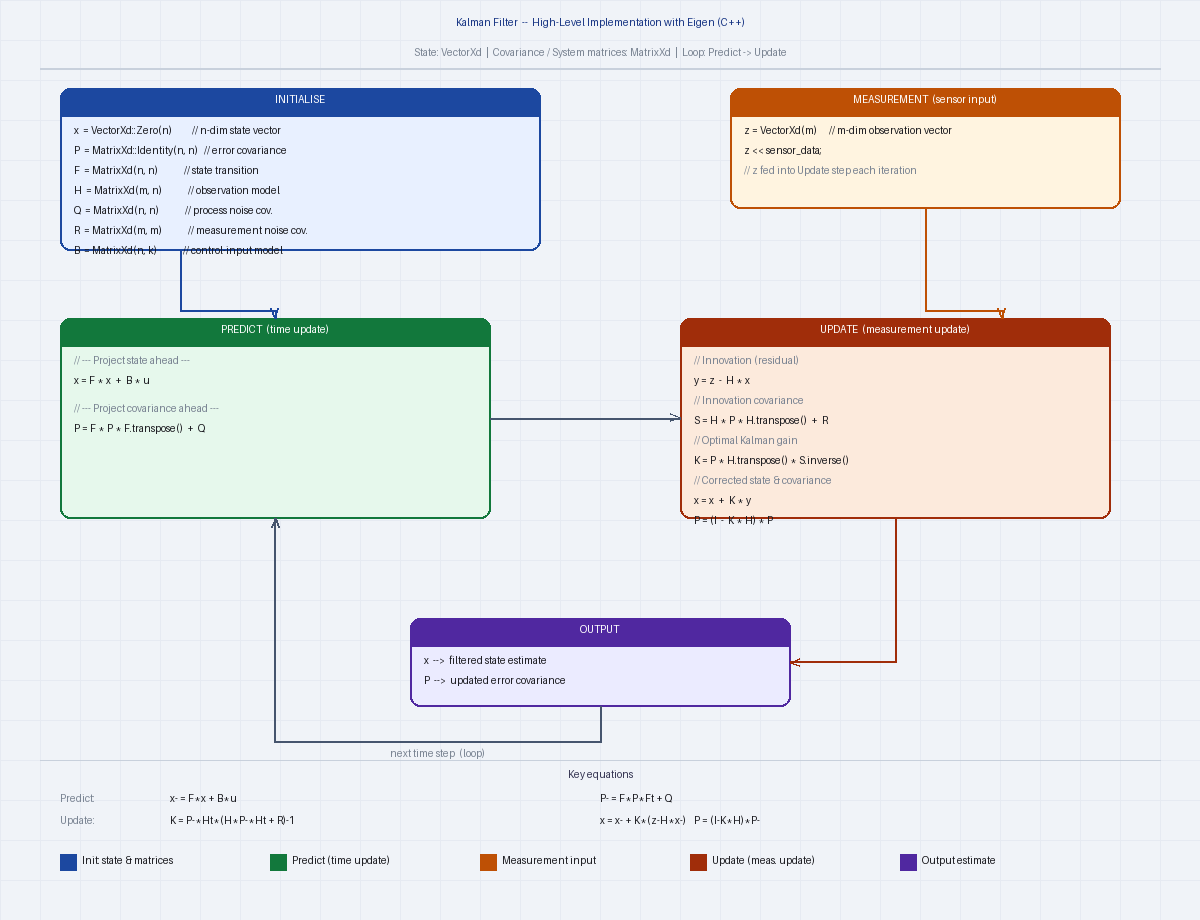 Kalman Filter -- High-Level Implementation with Eigen (C++)
State: VectorXd | Covariance / System matrices: MatrixXd | Loop: Predict -> Update
INITIALISE
x = VectorXd::Zero(n) // n-dim state vector
P = MatrixXd::Identity(n, n) // error covariance
F = MatrixXd(n, n) // state transition
H = MatrixXd(m, n) // observation model
Q = MatrixXd(n, n) // process noise cov.
R = MatrixXd(m, m) // measurement noise cov.
B = MatrixXd(n, k) // control-input model
MEASUREMENT (sensor input)
z = VectorXd(m) // m-dim observation vector
z << sensor_data;
// z fed into Update step each iteration
PREDICT (time update)
// --- Project state ahead ---
x = F * x + B * u
// --- Project covariance ahead ---
P = F * P * F.transpose() + Q
UPDATE (measurement update)
// Innovation (residual)
y = z - H * x
// Innovation covariance
S = H * P * H.transpose() + R
// Optimal Kalman gain
K = P * H.transpose() * S.inverse()
// Corrected state & covariance
x = x + K * y
P = (I - K * H) * P
OUTPUT
x --> filtered state estimate
P --> updated error covariance
next time step (loop)
Key equations
Predict: x- = F*x + B*u P- = F*P*Ft + Q
Update: K = P-*Ht*(H*P-*Ht + R)-1 x = x- + K*(z-H*x-) P = (I-K*H)*P-
Init: state & matrices
Predict (time update)
Measurement input
Update (meas. update)
Output estimate